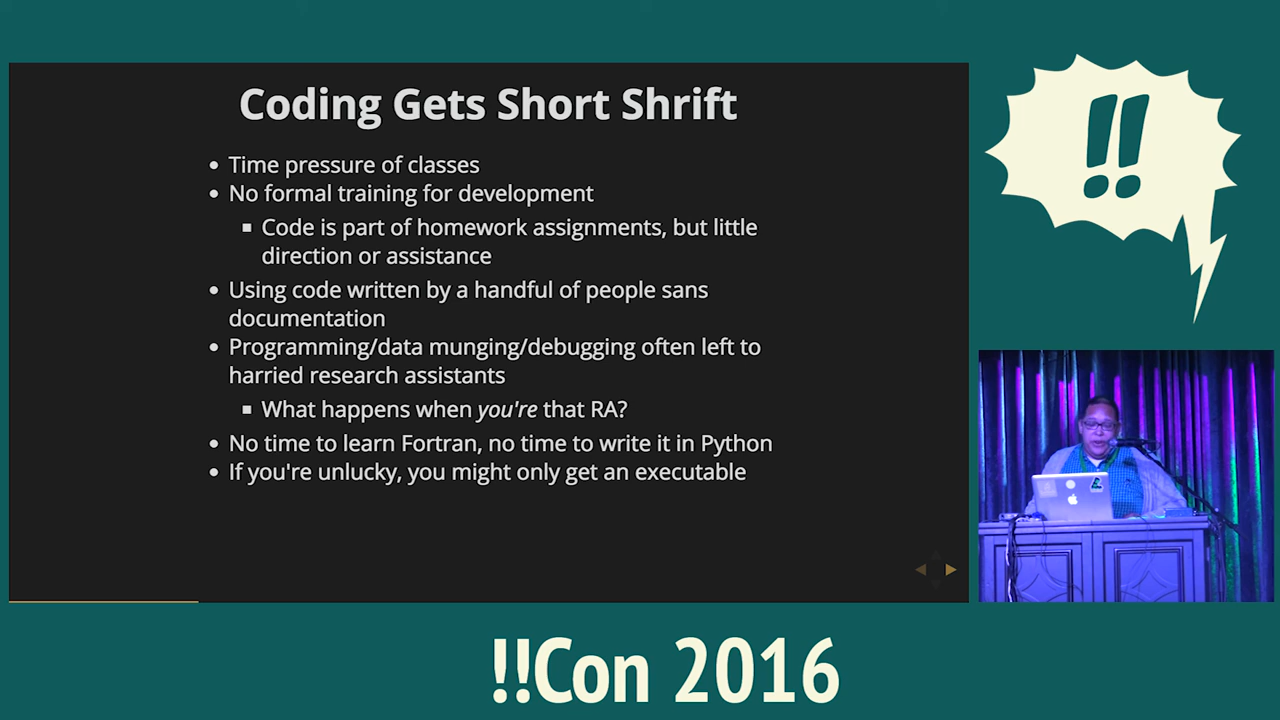 Coding Gets Short Shrift
• Time pressure of classes
• No formal training for development
▪ Code is part of homework assignments, but little
direction or assistance
• Using code written by a handful of people sans
documentation
• Programming/data munging/debugging often left to
harried research assistants
▪ What happens when you're that RA?
• No time to learn Fortran, no time to write it in Python
• If you're unlucky, you might only get an executable
!!
!!Con 2016